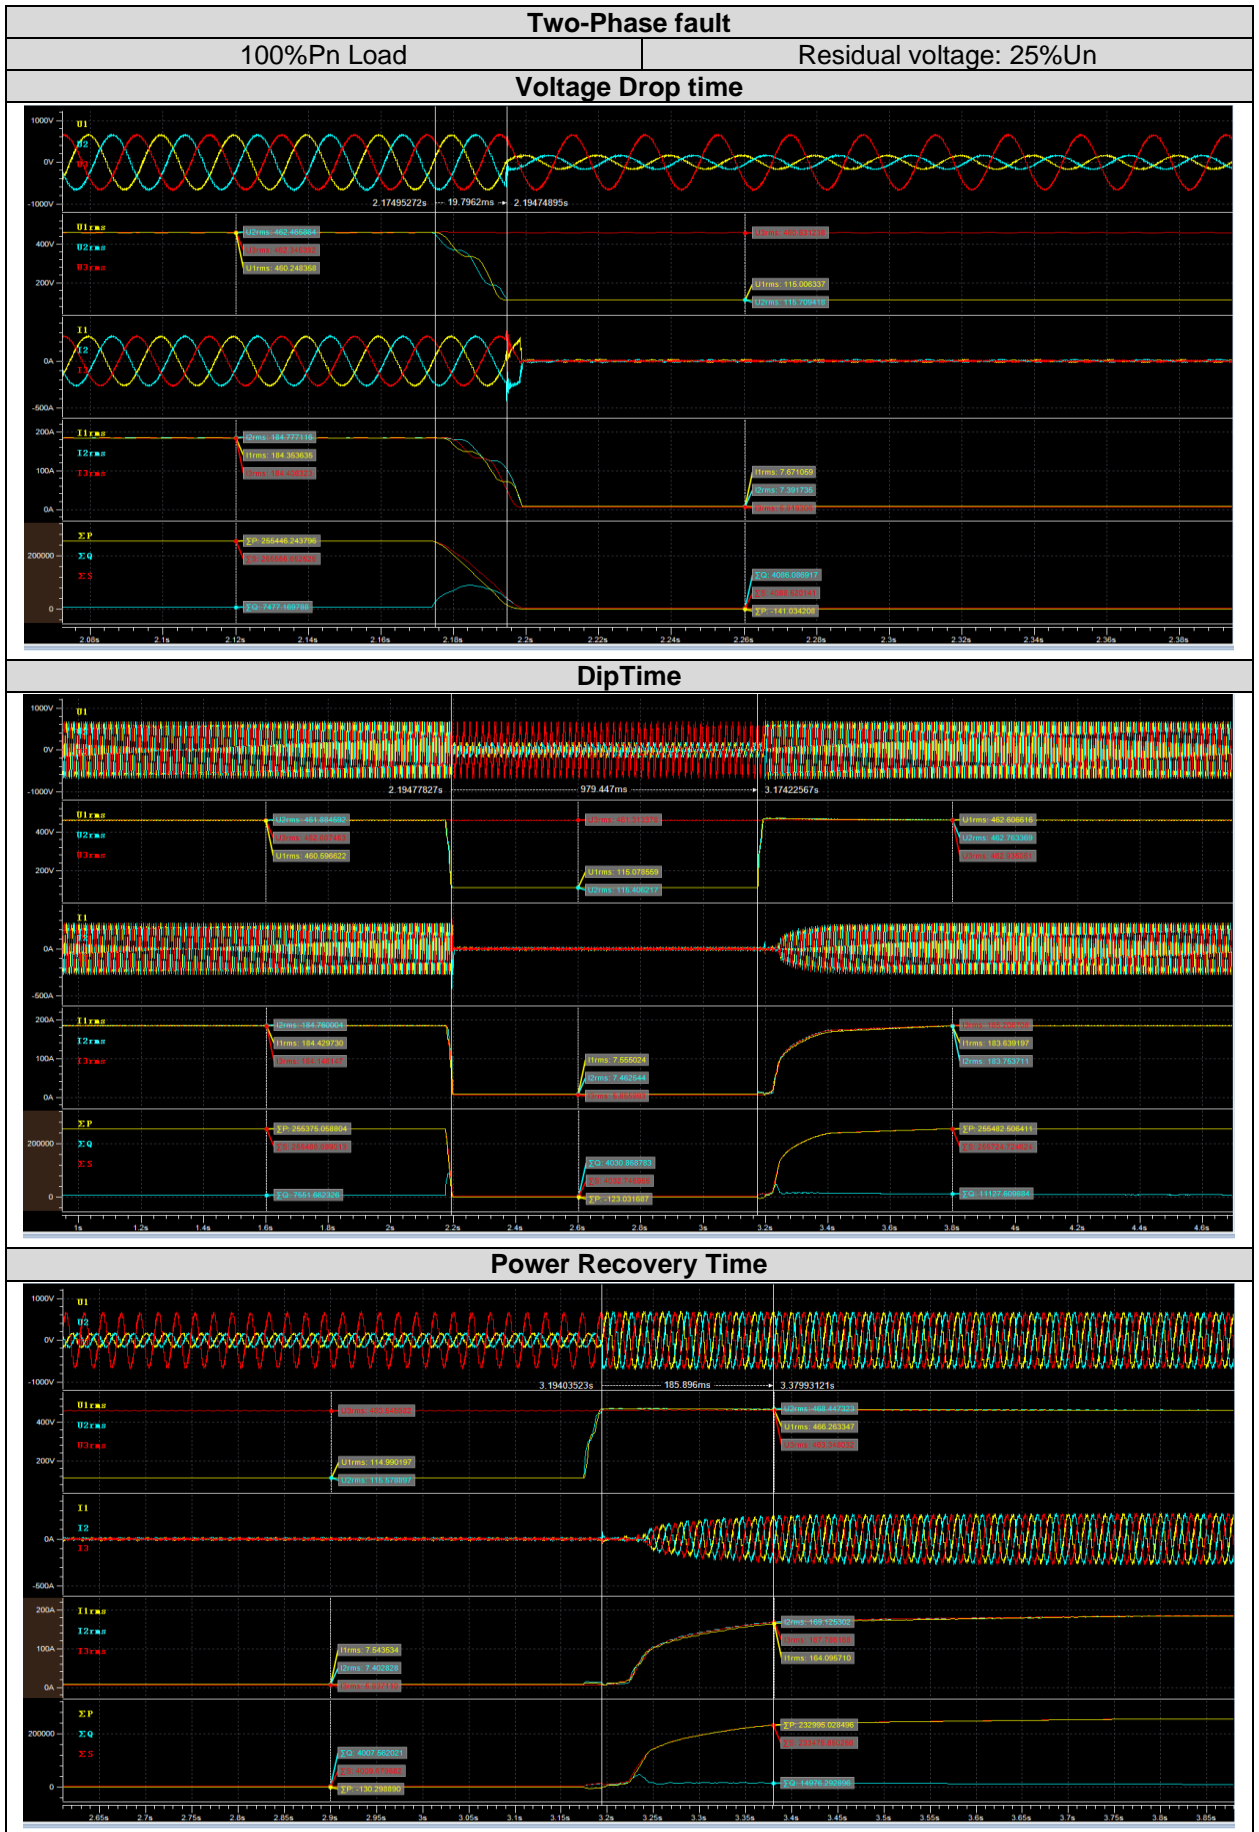 Two-Phase fault
100%Pn Load
Residual voltage: 25%Un
Voltage Drop time
1000V
0V
-1000V
U1
U2
U3
2.17495272s
19.7962ms
2.19474895s
U1rms
U2rms
U3rms
400V
200V
U1rms: 460.248368
U1rms: 115.006337
U2rms: 115.709418
I1
I2
0A
-500A
I1rms
I2rms
I3rms
200A
100A
0A
I2rms: 184.777116
I1rms: 184.353635
I1rms: 7.671059
I2rms: 7.391735
ΣP
ΣQ
ΣS
200000
0
ΣP: 255446.243796
ΣQ: 7477.169788
ΣQ: 4086.086917
ΣP: -141.034208
2.08s 2.1s 2.12s 2.14s 2.16s 2.18s 2.2s 2.22s 2.24s 2.26s 2.28s 2.3s 2.32s 2.34s 2.36s 2.38s
DipTime
1000V
0V
-1000V
U1
2.19477827s
979.447ms
3.17422567s
U1rms
U2rms
U3rms
400V
200V
U2rms: 461.884692
U1rms: 460.696622
U1rms: 115.078569
U2rms: 115.406217
U1rms: 462.606616
U2rms: 462.763309
I1
0A
-500A
I1rms
I2rms
I3rms
200A
100A
0A
I2rms: 184.760004
I1rms: 184.429730
I1rms: 7.555024
I2rms: 7.462544
I1rms: 183.639197
I2rms: 183.753711
ΣP
ΣQ
ΣS
200000
0
ΣP: 255375.058804
ΣQ: 7551.662326
ΣQ: 4030.868783
ΣP: -123.031687
ΣP: 255482.506411
ΣQ: 11127.609884
1s 1.2s 1.4s 1.6s 1.8s 2s 2.2s 2.4s 2.6s 2.8s 3s 3.2s 3.4s 3.6s 3.8s 4s 4.2s 4.4s 4.6s
Power Recovery Time
1000V
0V
-1000V
U1
U2
3.19403523s
185.896ms
3.37993121s
U1rms
U2rms
U3rms
400V
200V
U1rms: 114.990197
U2rms: 115.678897
U2rms: 468.447323
U1rms: 466.263347
I1
I2
I3
0A
-500A
I1rms
I2rms
I3rms
200A
100A
0A
I1rms: 7.543534
I2rms: 7.402828
I2rms: 169.125302
I1rms: 164.095710
ΣP
ΣQ
ΣS
200000
0
ΣQ: 4007.562021
ΣP: -130.298890
ΣP: 232995.028496
ΣQ: 14976.292896
2.65s 2.7s 2.75s 2.8s 2.85s 2.9s 2.95s 3s 3.05s 3.1s 3.15s 3.2s 3.25s 3.3s 3.35s 3.4s 3.45s 3.5s 3.55s 3.6s 3.65s 3.7s 3.75s 3.8s 3.85s